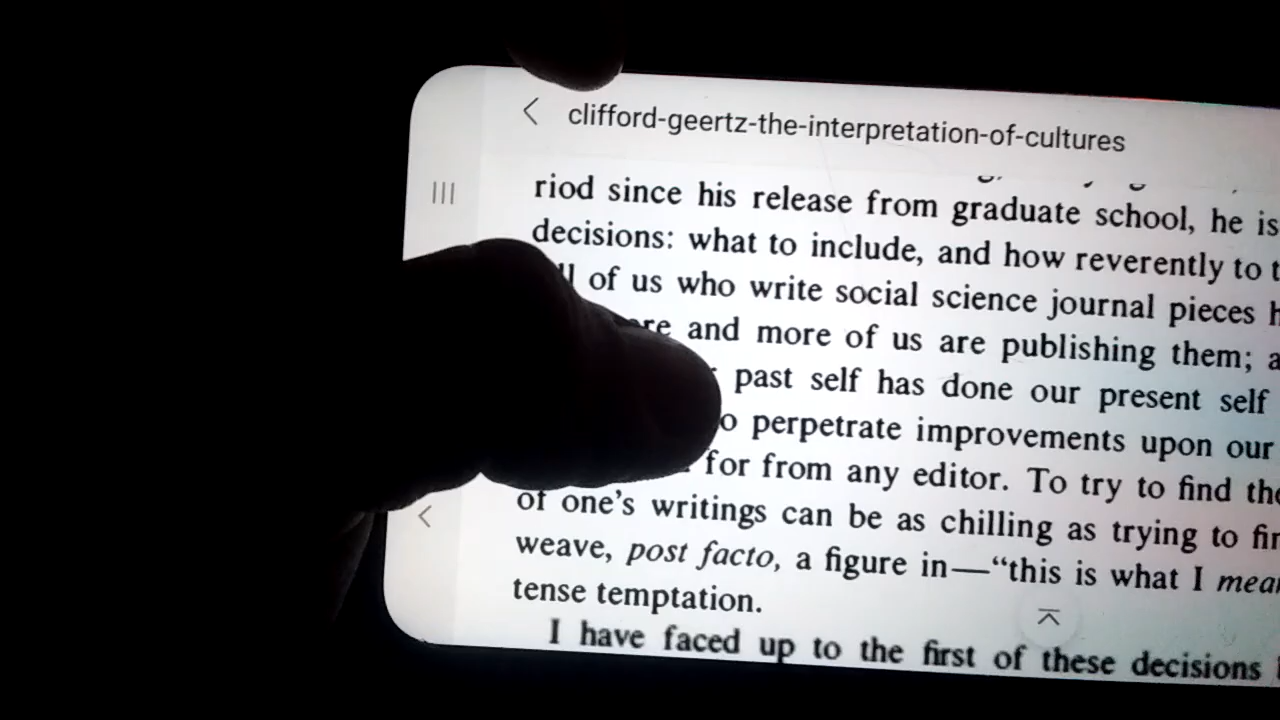 clifford-geertz-the-interpretation-of-cultures
riod since his release from graduate school, he is
decisions: what to include, and how reverently to
of us who write social science journal pieces
and more of us are publishing them;
past self has done our present self
perpetrate improvements upon our
for from any editor. To try to find
of one's writings can be as chilling as trying to
weave, post facto, a figure in—"this is what I
tense temptation.
I have faced up to the first of these decisions